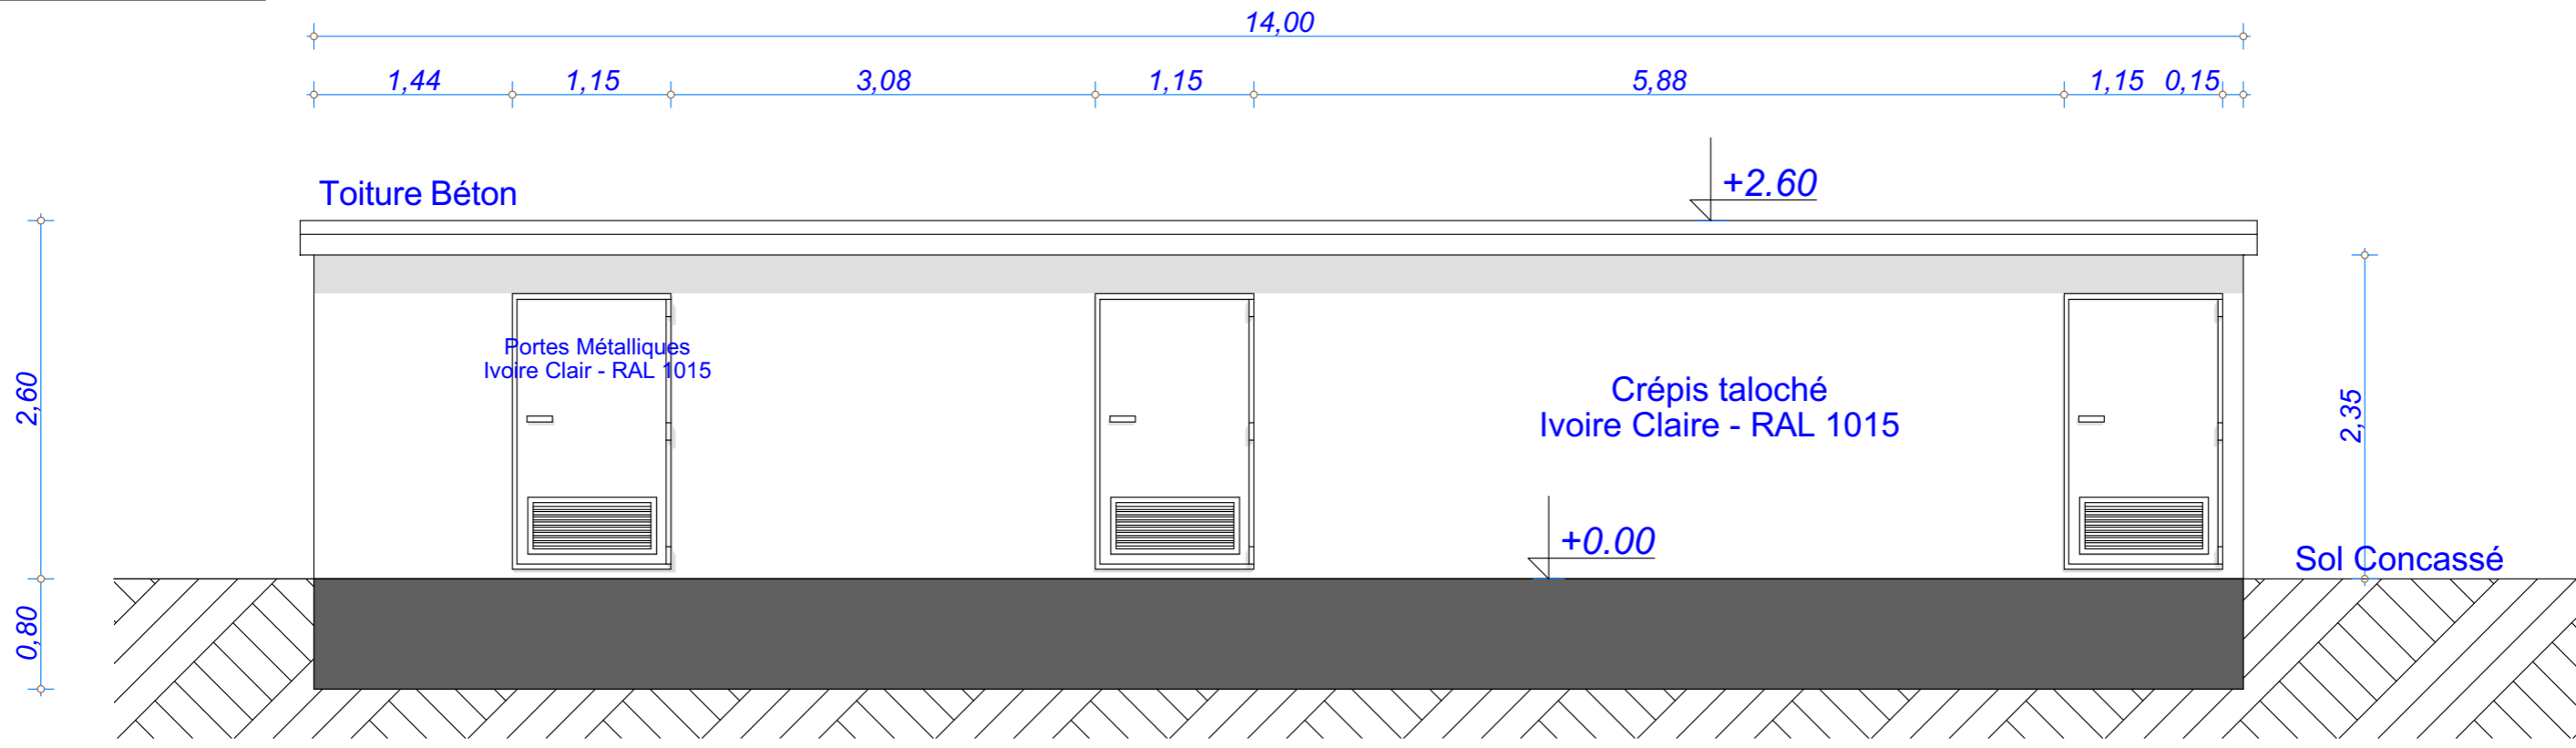 14,00
1,44 1,15 3,08 1,15 5,88 1,15 0,15
Toiture Béton
+2.60
Portes Métalliques
Ivoire Clair - RAL 1015
Crépis taloché
Ivoire Claire - RAL 1015
2,60
2,35
+0.00
Sol Concassé
0,80